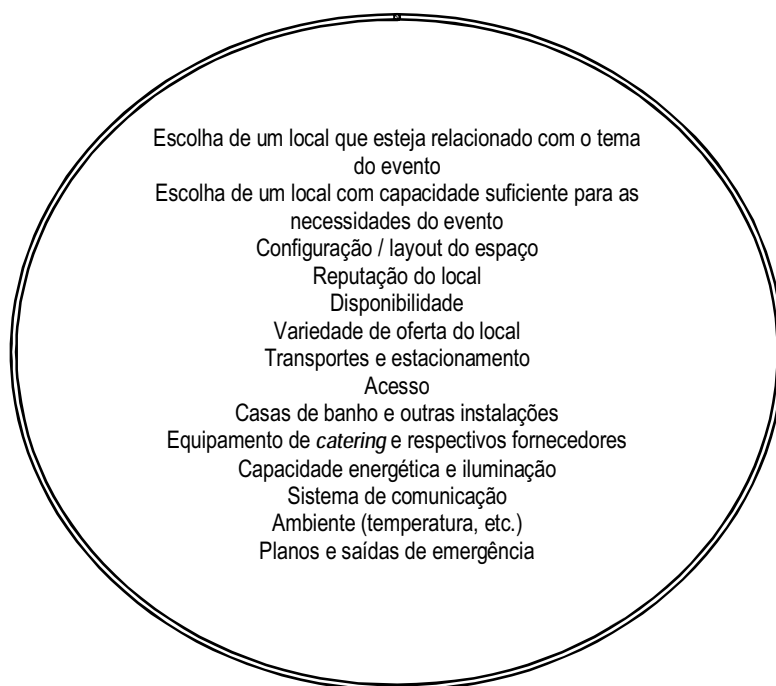 Escolha de um local que esteja relacionado com o tema
do evento
Escolha de um local com capacidade suficiente para as
necessidades do evento
Configuração / layout do espaço
Reputação do local
Disponibilidade
Variedade de oferta do local
Transportes e estacionamento
Acesso
Casas de banho e outras instalações
Equipamento de catering e respectivos fornecedores
Capacidade energética e iluminação
Sistema de comunicação
Ambiente (temperatura, etc.)
Planos e saídas de emergência